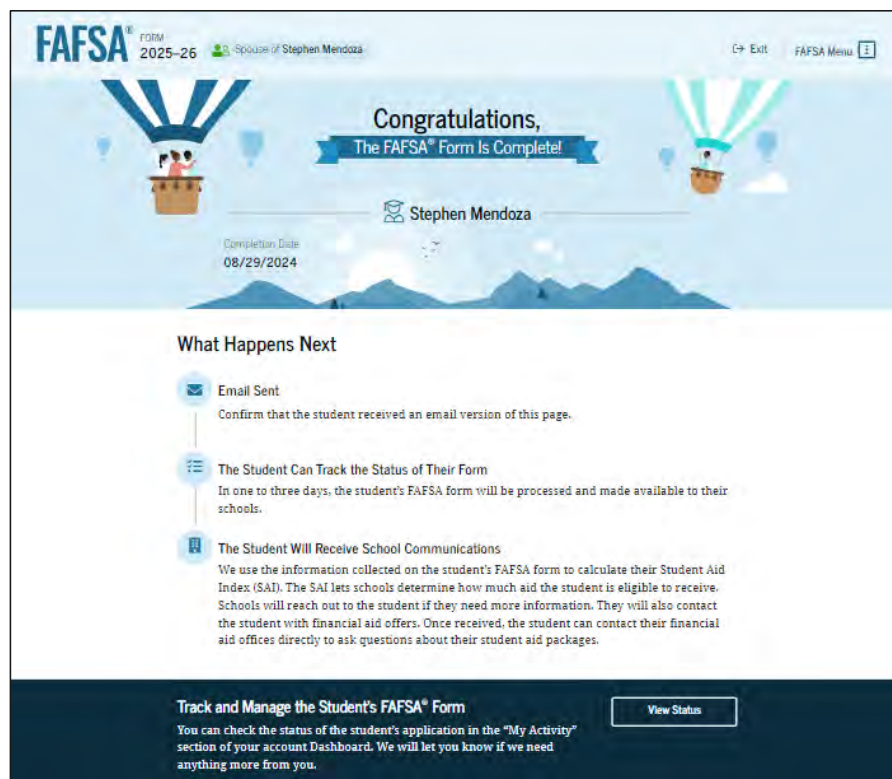 FAFSA® FORM 2025–26 Spouse of Stephen Mendoza Exit FAFSA Menu
Congratulations,
The FAFSA® Form Is Complete!
Stephen Mendoza
Completion Date
08/29/2024
What Happens Next
Email Sent
Confirm that the student received an email version of this page.
The Student Can Track the Status of Their Form
In one to three days, the student's FAFSA form will be processed and made available to their
schools.
The Student Will Receive School Communications
We use the information collected on the student's FAFSA form to calculate their Student Aid
Index (SAI). The SAI lets schools determine how much aid the student is eligible to receive.
Schools will reach out to the student if they need more information. They will also contact
the student with financial aid offers. Once received, the student can contact their financial
aid offices directly to ask questions about their student aid packages.
Track and Manage the Student's FAFSA® Form
View Status
You can check the status of the student's application in the "My Activity"
section of your account Dashboard. We will let you know if we need
anything more from you.